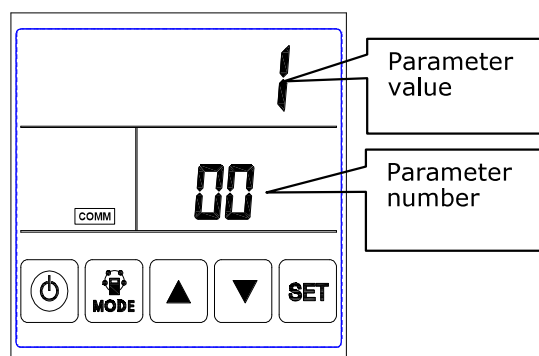 1
Parameter
value
00
Parameter
number
COMM
MODE
SET